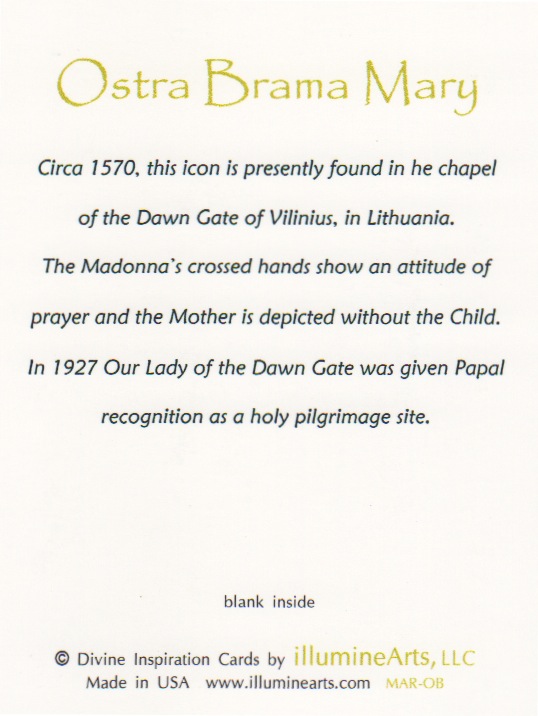 Ostra Brama Mary
Circa 1570, this icon is presently found in he chapel
of the Dawn Gate of Vilinius, in Lithuania.
The Madonna's crossed hands show an attitude of
prayer and the Mother is depicted without the Child.
In 1927 Our Lady of the Dawn Gate was given Papal
recognition as a holy pilgrimage site.
blank inside
© Divine Inspiration Cards by illumineArts, LLC
Made in USA www.illuminearts.com MAR-OB